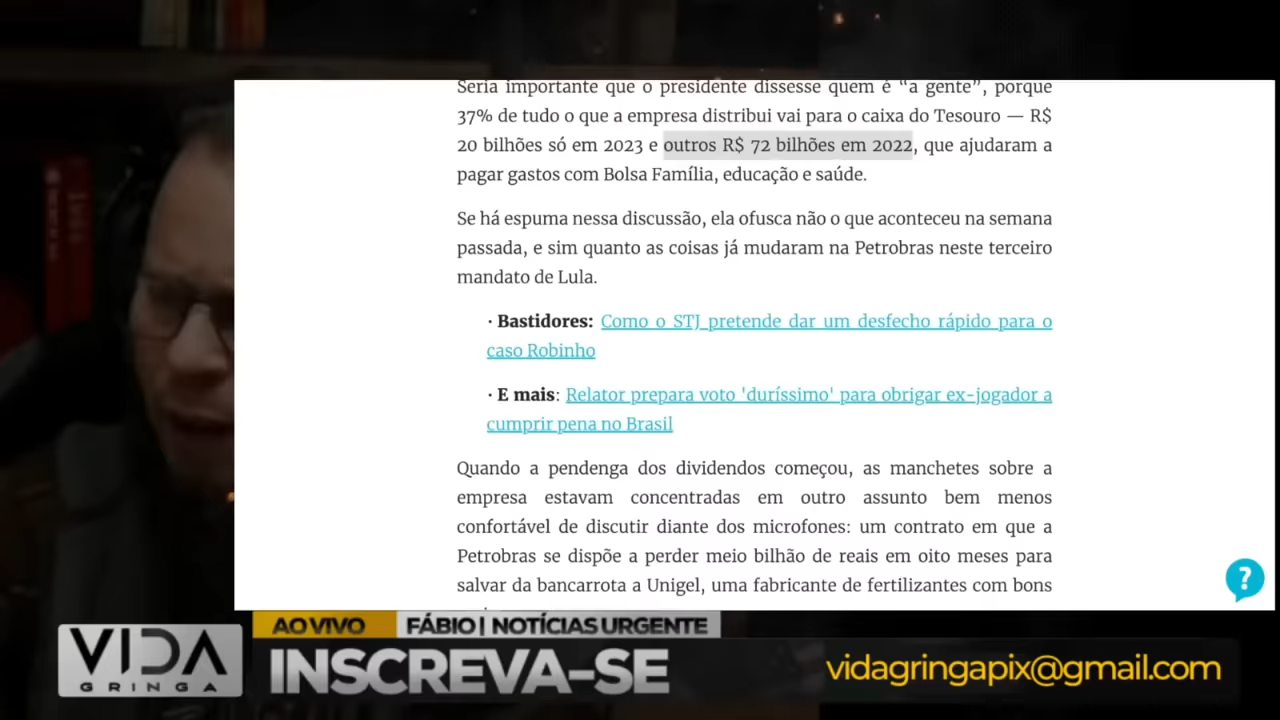 Seria importante que o presidente dissesse quem é “a gente”, porque
37% de tudo o que a empresa distribui vai para o caixa do Tesouro — R$
20 bilhões só em 2023 e outros R$ 72 bilhões em 2022, que ajudaram a
pagar gastos com Bolsa Família, educação e saúde.
Se há espuma nessa discussão, ela ofusca não o que aconteceu na semana
passada, e sim quanto as coisas já mudaram na Petrobras neste terceiro
mandato de Lula.
· Bastidores: Como o STJ pretende dar um desfecho rápido para o
caso Robinho
· E mais: Relator prepara voto 'duríssimo' para obrigar ex-jogador a
cumprir pena no Brasil
Quando a pendenga dos dividendos começou, as manchetes sobre a
empresa estavam concentradas em outro assunto bem menos
confortável de discutir diante dos microfones: um contrato em que a
Petrobras se dispõe a perder meio bilhão de reais em oito meses para
salvar da bancarrota a Unigel, uma fabricante de fertilizantes com bons
?
AO VIVO FÁBIO | NOTÍCIAS URGENTE
VIDA
GRINGA
INSCREVA-SE
vidagringapix@gmail.com